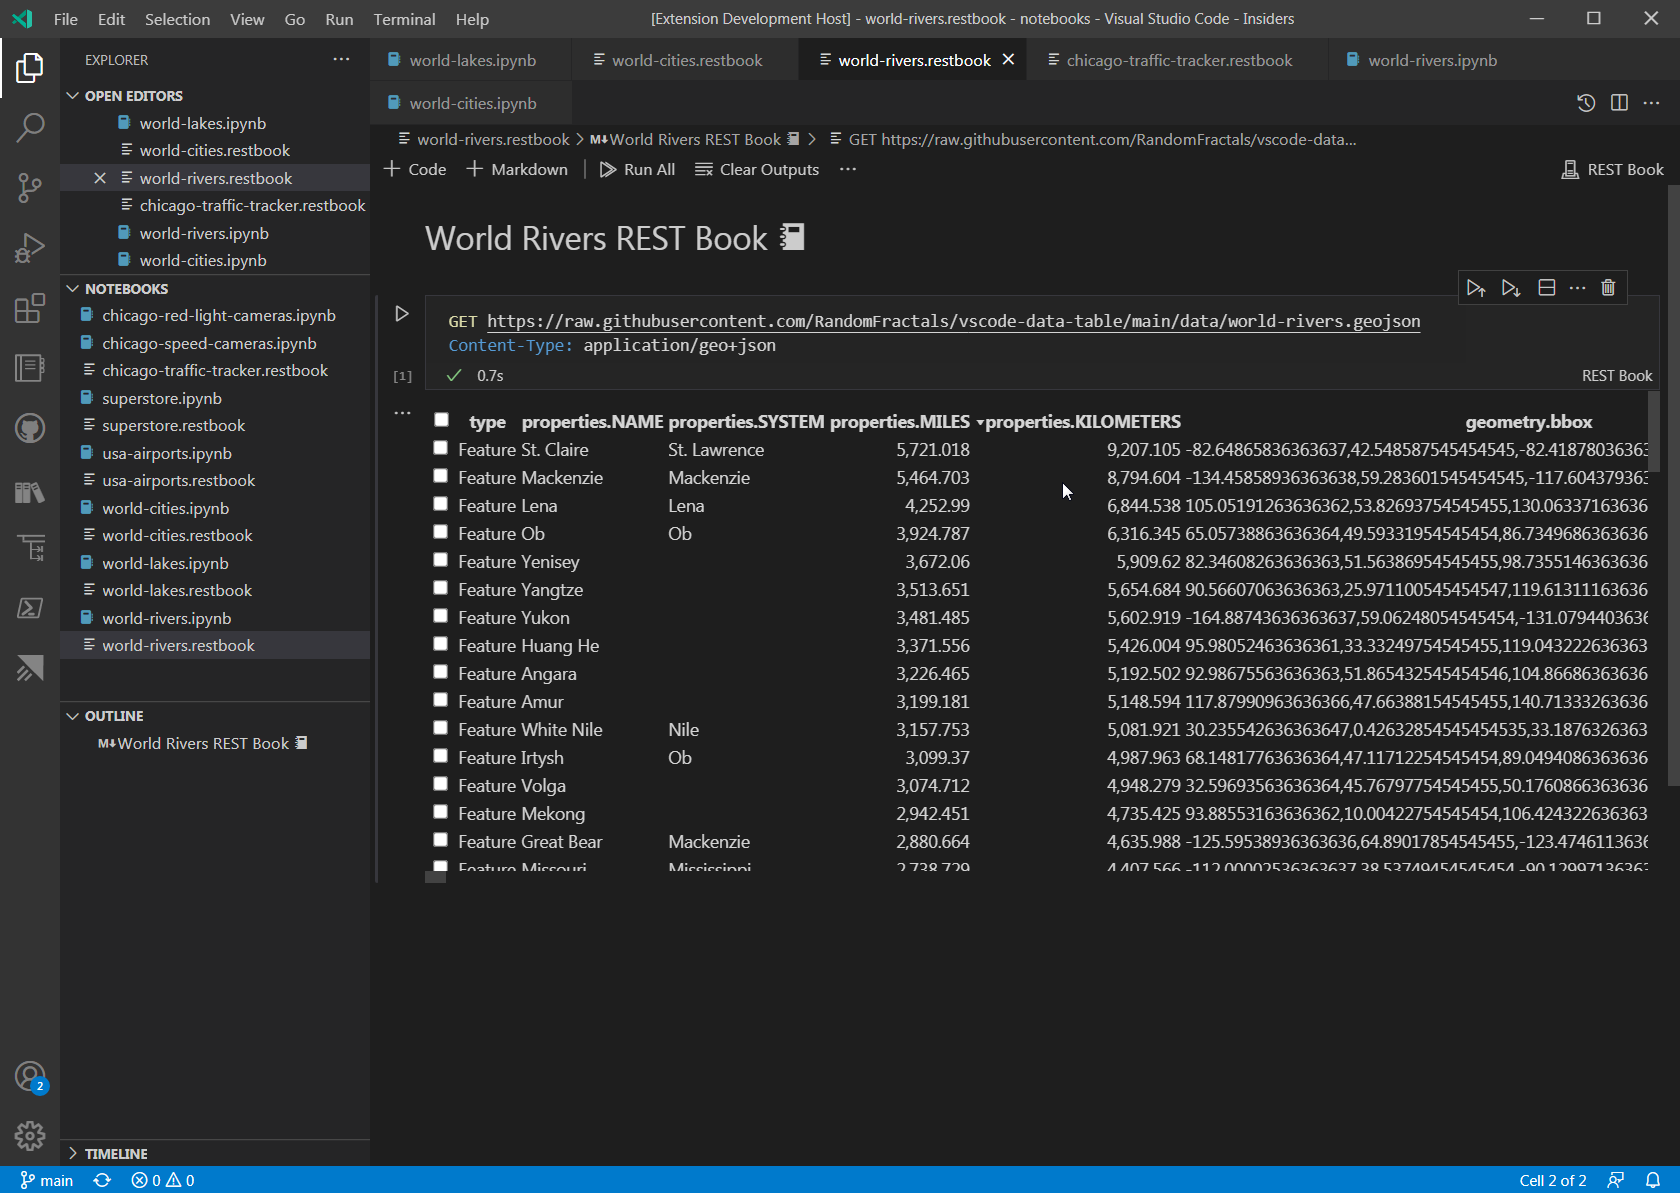 File Edit Selection View Go Run Terminal Help
[Extension Development Host] - world-rivers.restbook - notebooks - Visual Studio Code - Insiders
EXPLORER
OPEN EDITORS
world-lakes.ipynb
world-cities.restbook
world-rivers.restbook
chicago-traffic-tracker.restbook
world-rivers.ipynb
world-cities.ipynb
NOTEBOOKS
chicago-red-light-cameras.ipynb
chicago-speed-cameras.ipynb
chicago-traffic-tracker.restbook
superstore.ipynb
superstore.restbook
usa-airports.ipynb
usa-airports.restbook
world-cities.ipynb
world-cities.restbook
world-lakes.ipynb
world-lakes.restbook
world-rivers.ipynb
world-rivers.restbook
OUTLINE
M↓World Rivers REST Book
TIMELINE
world-lakes.ipynb world-cities.restbook world-rivers.restbook chicago-traffic-tracker.restbook world-rivers.ipynb
world-cities.ipynb
world-rivers.restbook > M↓World Rivers REST Book > GET https://raw.githubusercontent.com/RandomFractals/vscode-data...
+ Code + Markdown Run All Clear Outputs ... REST Book
World Rivers REST Book
GET https://raw.githubusercontent.com/RandomFractals/vscode-data-table/main/data/world-rivers.geojson
Content-Type: application/geo+json
[1] 0.7s REST Book
type properties.NAME properties.SYSTEM properties.MILES properties.KILOMETERS geometry.bbox
Feature St. Claire St. Lawrence 5,721.018 9,207.105 -82.64865836363637,42.548587545454545,-82.41878036363
Feature Mackenzie Mackenzie 5,464.703 8,794.604 -134.45858936363638,59.283601545454545,-117.604379363
Feature Lena Lena 4,252.99 6,844.538 105.05191263636362,53.82693754545455,130.06337163636
Feature Ob Ob 3,924.787 6,316.345 65.05738863636364,49.59331954545454,86.7349686363636
Feature Yenisey 3,672.06 5,909.62 82.34608263636363,51.56386954545455,98.7355146363636
Feature Yangtze 3,513.651 5,654.684 90.56607063636363,25.971100545454547,119.61311163636
Feature Yukon 3,481.485 5,602.919 -164.88743636363637,59.06248054545454,-131.079440363
Feature Huang He 3,371.556 5,426.004 95.98052463636361,33.33249754545455,119.043222636363
Feature Angara 3,226.465 5,192.502 92.98675563636363,51.865432545454546,104.86686363636
Feature Amur 3,199.181 5,148.594 117.87990963636366,47.66388154545455,140.71333263636
Feature White Nile Nile 3,157.753 5,081.921 30.235542636363647,0.42632854545454535,33.1876326363
Feature Irtysh Ob 3,099.37 4,987.963 68.14817763636364,47.11712254545454,89.0494086363636
Feature Volga 3,074.712 4,948.279 32.59693563636364,45.76797754545455,50.1760866363636
Feature Mekong 2,942.451 4,735.425 93.88553163636362,10.00422754545454,106.424322636363
Feature Great Bear Mackenzie 2,880.664 4,635.988 -125.59538936363636,64.89017854545455,-123.474611363
Feature Missouri Mississippi 2,738.729 4,407.566 -112.00002536363637,38.53749454545454,-90.129971363
2
main 0 0
Cell 2 of 2